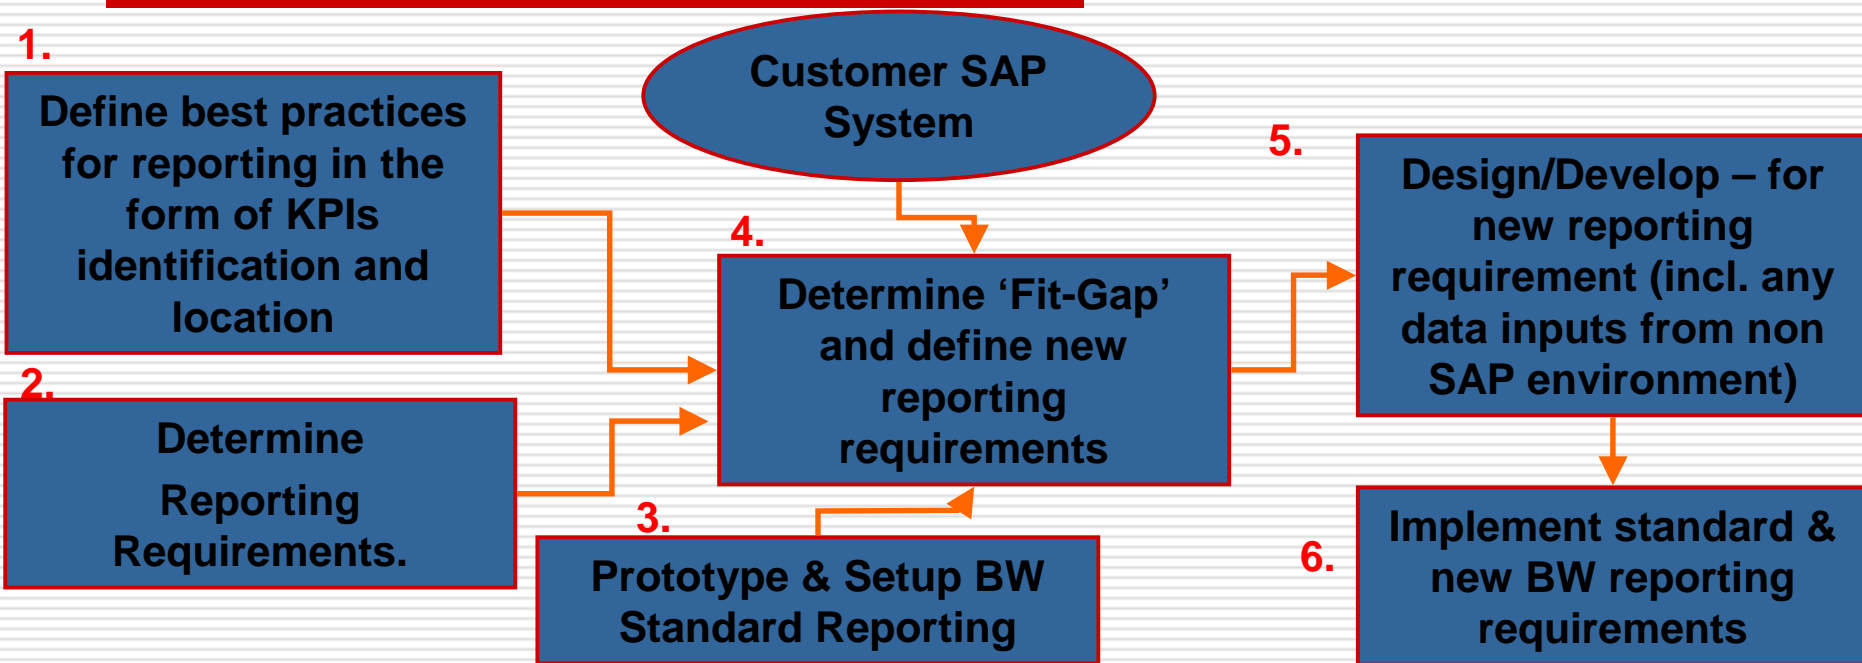 1.
Define best practices
for reporting in the
form of KPIs
identification and
location
2.
Determine
Reporting
Requirements.
Customer SAP
System
3.
Prototype & Setup BW
Standard Reporting
4.
Determine ‘Fit-Gap’
and define new
reporting
requirements
5.
Design/Develop – for
new reporting
requirement (incl. any
data inputs from non
SAP environment)
6.
Implement standard &
new BW reporting
requirements